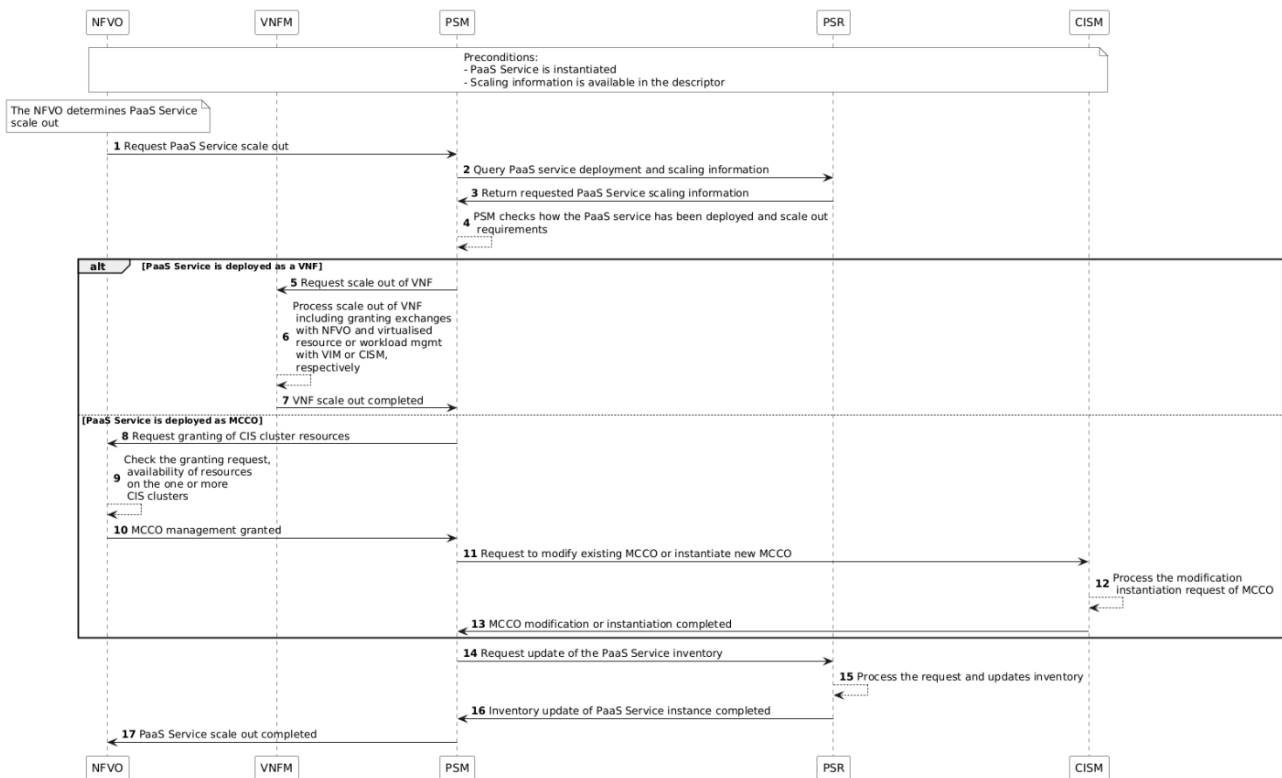 NFVO VNFM PSM PSR CISM
Preconditions:
- PaaS Service is instantiated
- Scaling information is available in the descriptor
The NFVO determines PaaS Service
scale out
1 Request PaaS Service scale out
2 Query PaaS service deployment and scaling information
3 Return requested PaaS Service scaling information
4 PSM checks how the PaaS service has been deployed and scale out
requirements
alt [PaaS Service is deployed as a VNF]
5 Request scale out of VNF
Process scale out of VNF
including granting exchanges
with NFVO and virtualised
6 resource or workload mgmt
with VIM or CISM,
respectively
7 VNF scale out completed
[PaaS Service is deployed as MCCO]
8 Request granting of CIS cluster resources
Check the granting request,
availability of resources
9 on the one or more
CIS clusters
10 MCCO management granted
11 Request to modify existing MCCO or instantiate new MCCO
12 Process the modification
instantiation request of MCCO
13 MCCO modification or instantiation completed
14 Request update of the PaaS Service inventory
15 Process the request and updates inventory
16 Inventory update of PaaS Service instance completed
17 PaaS Service scale out completed
NFVO VNFM PSM PSR CISM